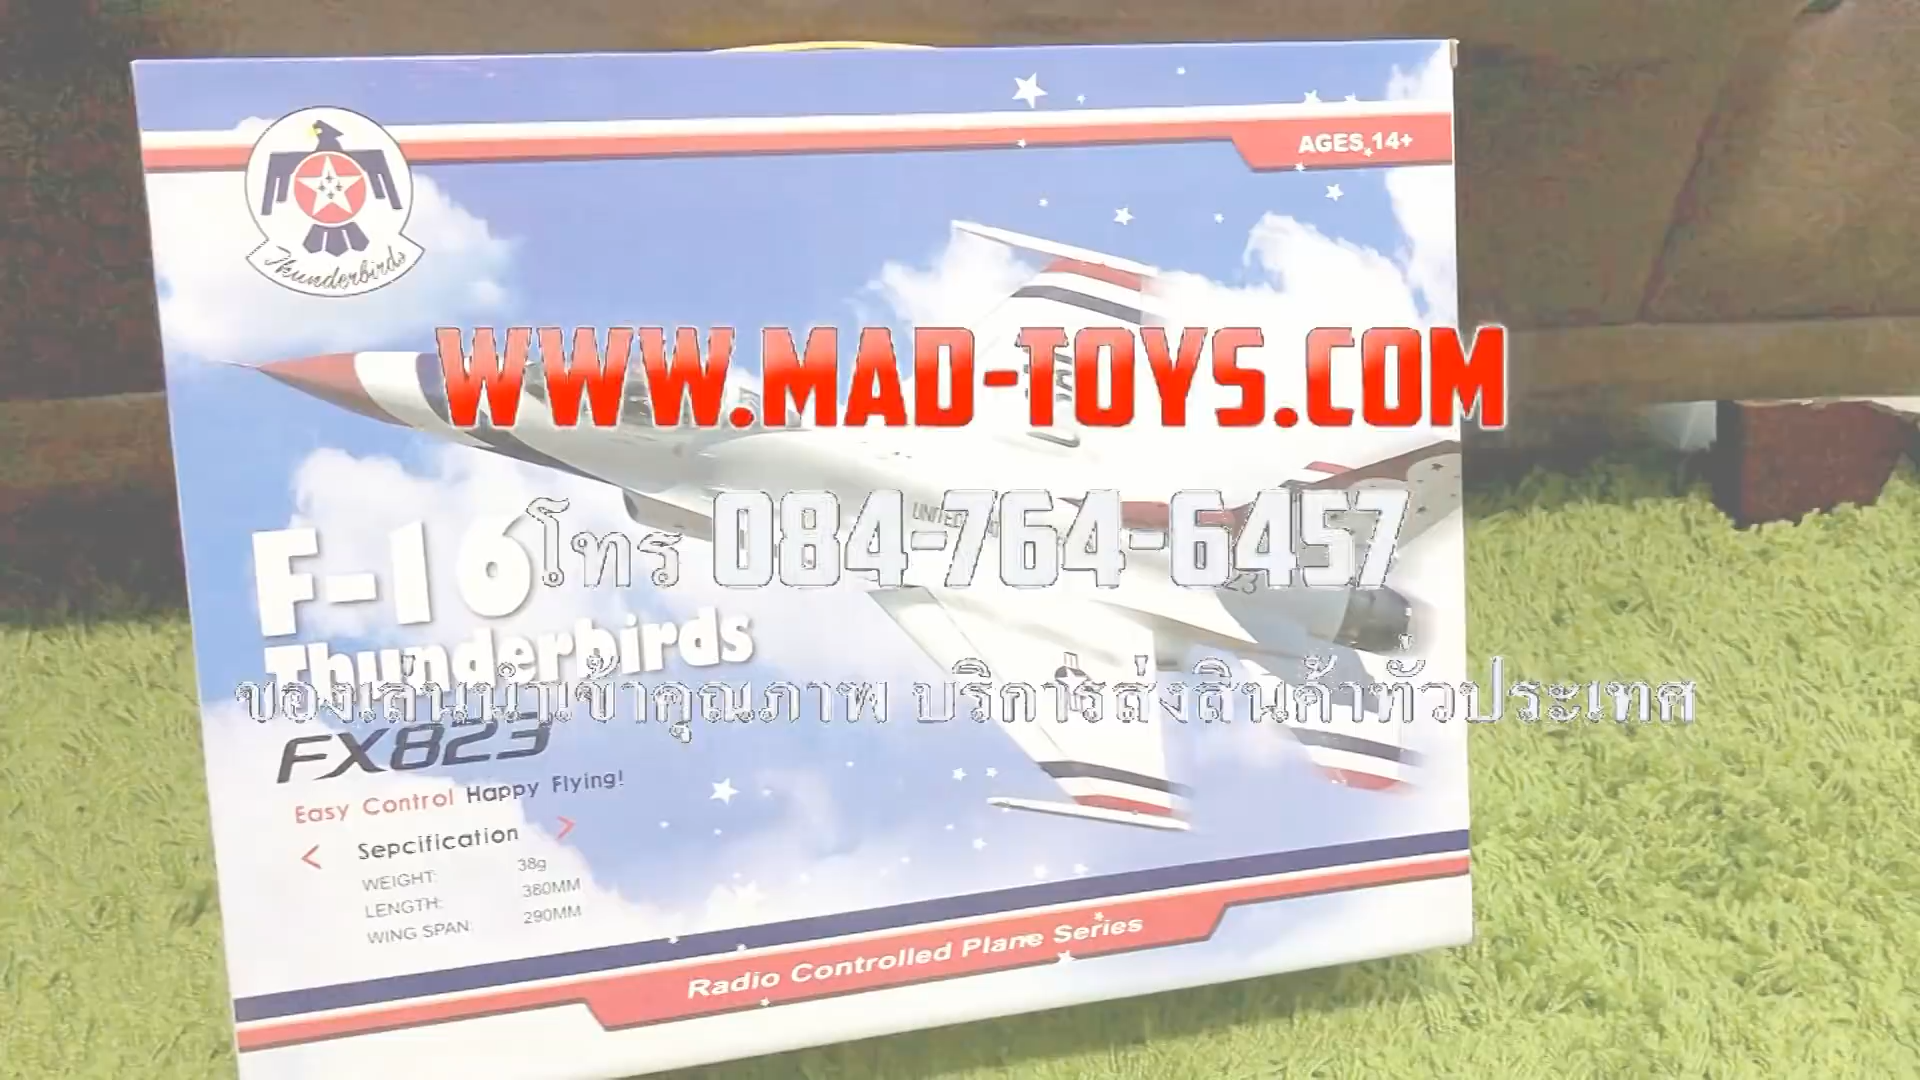 AGES 14+
Thunderbirds
WWW.MAD-TOYS.COM
UNITED
โทร 084-764-6457
F-16
Thunderbirds
ของเล่นนำเข้าคุณภาพ บริการส่งสินค้าทั้วประเทศ
FX823
Easy Control Happy Flying!
< Sepcification >
WEIGHT: 38g
LENGTH: 380MM
WING SPAN: 290MM
Radio Controlled Plane Series